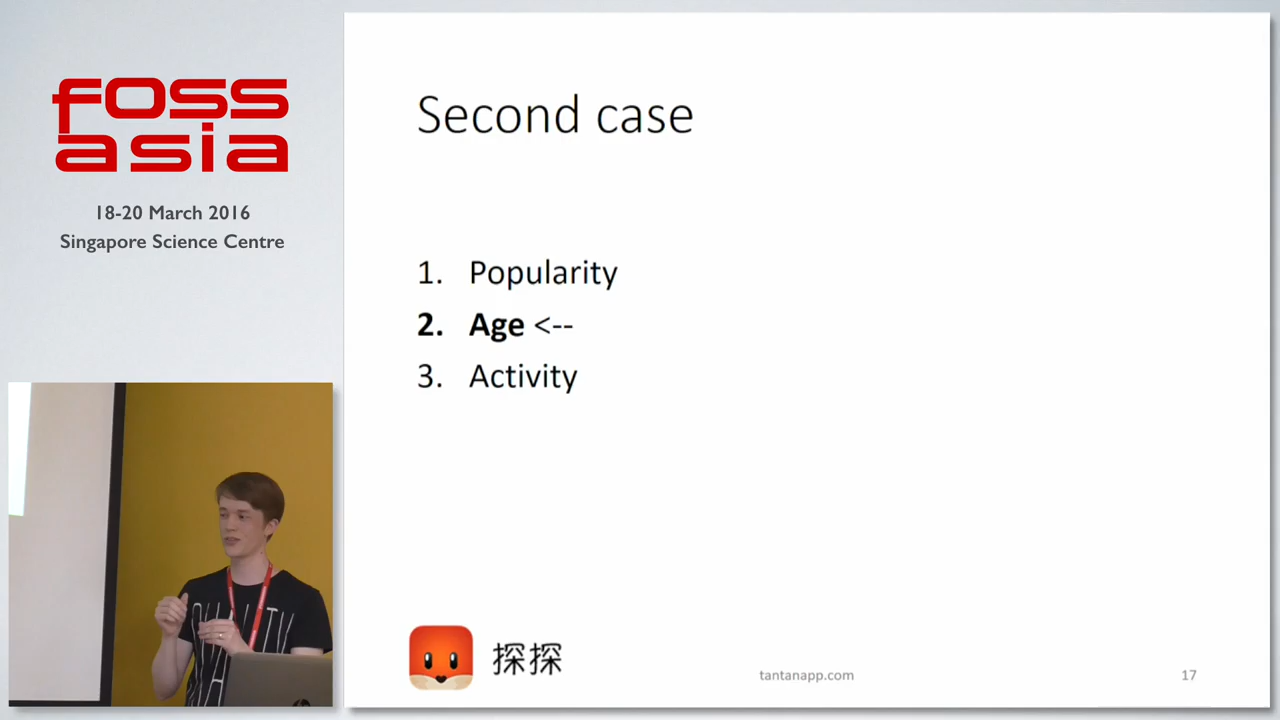 foss
asia
18-20 March 2016
Singapore Science Centre
Second case
1. Popularity
2. Age <--
3. Activity
探探
tantanapp.com
17